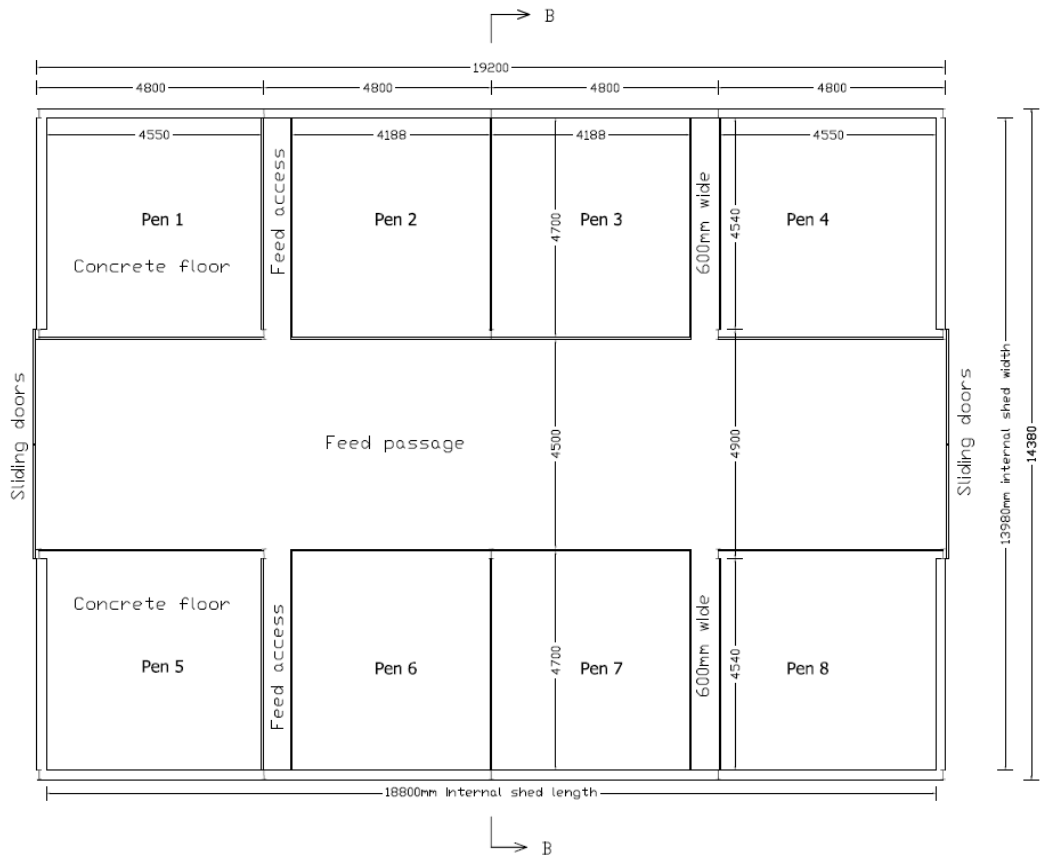 B
19200
4800 4800 4800 4800
4550 4188 4188 4550
Feed access
600mm wide
Pen 1 Pen 2 Pen 3 Pen 4
4700
4540
Concrete floor
Sliding doors
Feed passage
4500
4900
Sliding doors
13980mm internal shed width
14380
Concrete floor
Feed access
600mm wide
Pen 5 Pen 6 Pen 7 Pen 8
4700
4540
18800mm Internal shed length
B